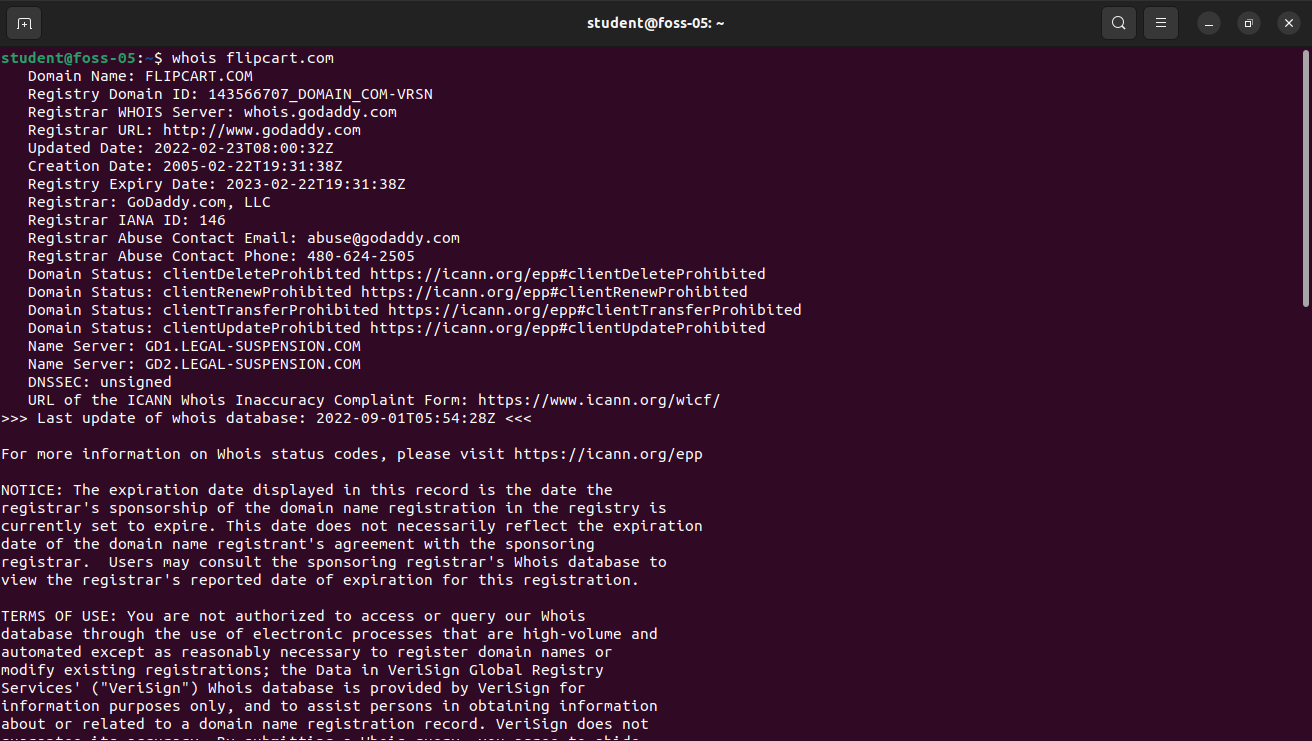 student@foss-05: ~
student@foss-05:~$ whois flipcart.com
Domain Name: FLIPCART.COM
Registry Domain ID: 143566707_DOMAIN_COM-VRSN
Registrar WHOIS Server: whois.godaddy.com
Registrar URL: http://www.godaddy.com
Updated Date: 2022-02-23T08:00:32Z
Creation Date: 2005-02-22T19:31:38Z
Registry Expiry Date: 2023-02-22T19:31:38Z
Registrar: GoDaddy.com, LLC
Registrar IANA ID: 146
Registrar Abuse Contact Email: abuse@godaddy.com
Registrar Abuse Contact Phone: 480-624-2505
Domain Status: clientDeleteProhibited https://icann.org/epp#clientDeleteProhibited
Domain Status: clientRenewProhibited https://icann.org/epp#clientRenewProhibited
Domain Status: clientTransferProhibited https://icann.org/epp#clientTransferProhibited
Domain Status: clientUpdateProhibited https://icann.org/epp#clientUpdateProhibited
Name Server: GD1.LEGAL-SUSPENSION.COM
Name Server: GD2.LEGAL-SUSPENSION.COM
DNSSEC: unsigned
URL of the ICANN Whois Inaccuracy Complaint Form: https://www.icann.org/wicf/
>>> Last update of whois database: 2022-09-01T05:54:28Z <<<
For more information on Whois status codes, please visit https://icann.org/epp
NOTICE: The expiration date displayed in this record is the date the
registrar's sponsorship of the domain name registration in the registry is
currently set to expire. This date does not necessarily reflect the expiration
date of the domain name registrant's agreement with the sponsoring
registrar.  Users may consult the sponsoring registrar's Whois database to
view the registrar's reported date of expiration for this registration.
TERMS OF USE: You are not authorized to access or query our Whois
database through the use of electronic processes that are high-volume and
automated except as reasonably necessary to register domain names or
modify existing registrations; the Data in VeriSign Global Registry
Services' ("VeriSign") Whois database is provided by VeriSign for
information purposes only, and to assist persons in obtaining information
about or related to a domain name registration record. VeriSign does not